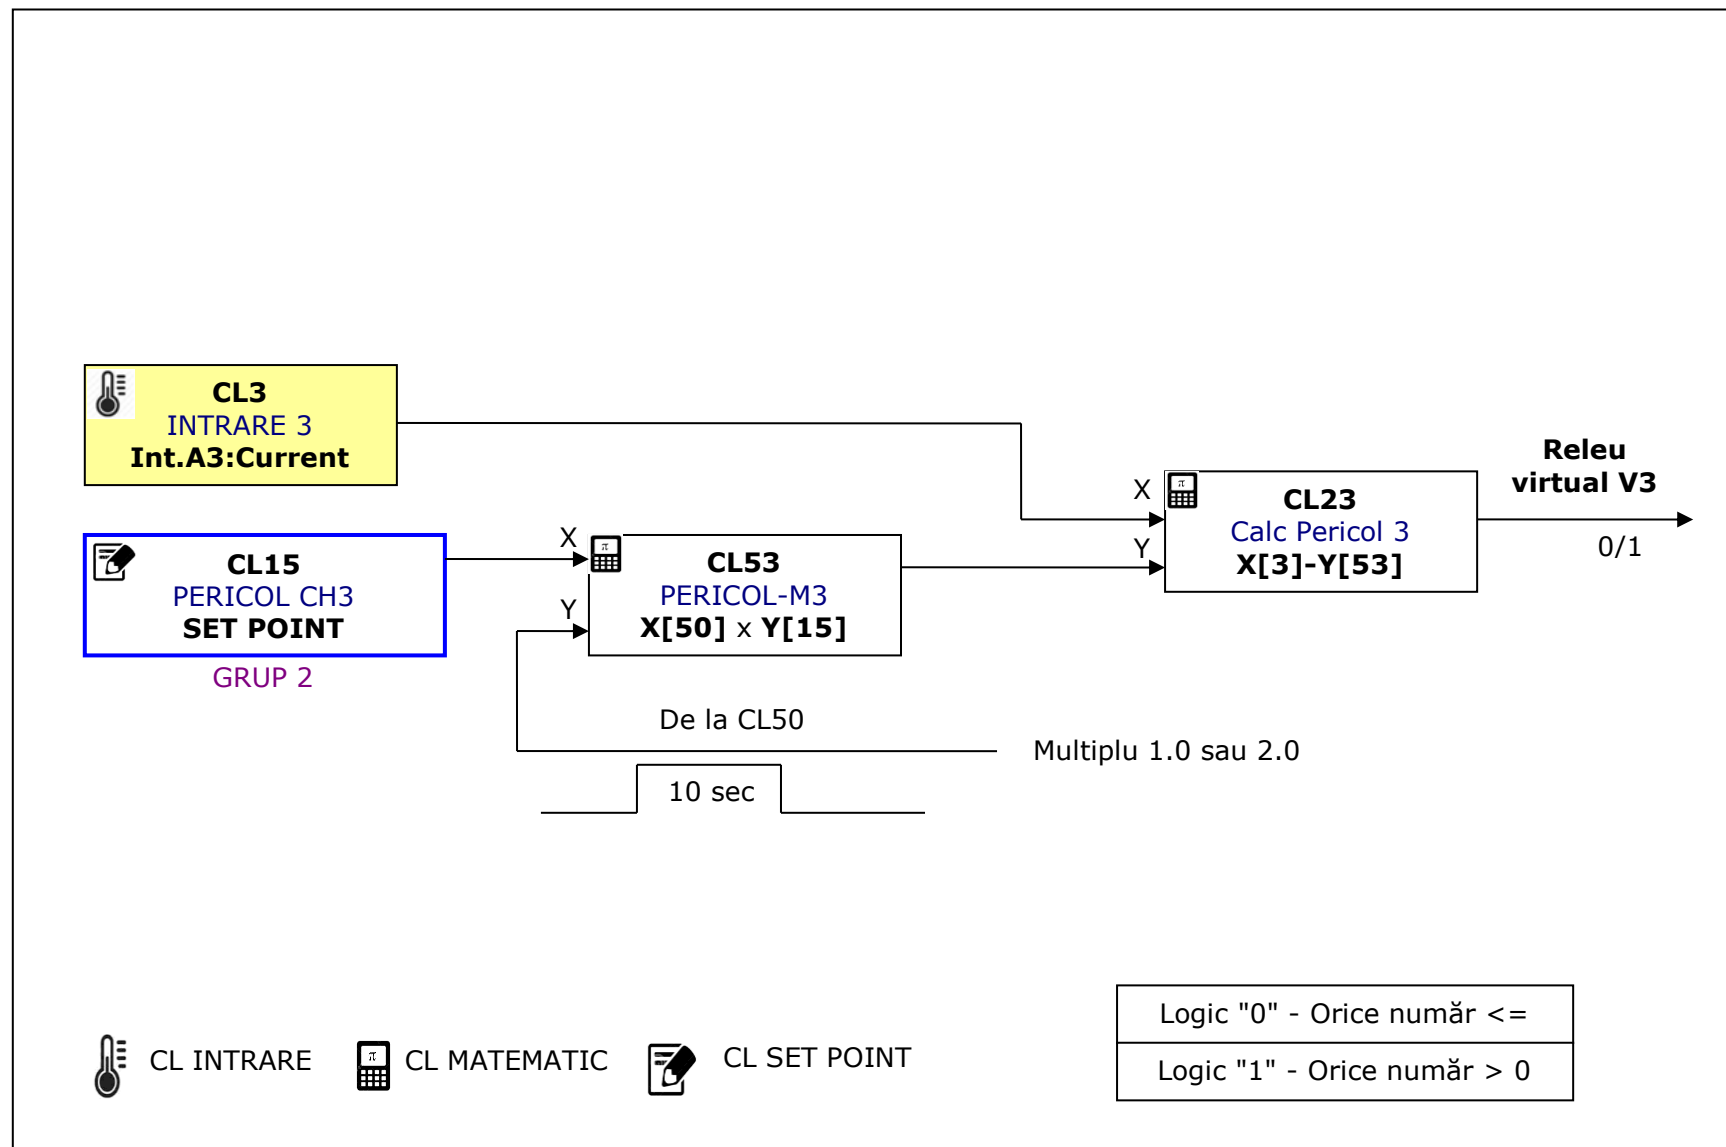 CL3
INTRARE 3
Int.A3:Current
CL15
PERICOL CH3
SET POINT
GRUP 2
X
Y
π
CL53
PERICOL-M3
X[50] x Y[15]
De la CL50
Multiplu 1.0 sau 2.0
10 sec
X
Y
π
CL23
Calc Pericol 3
X[3]-Y[53]
Releu
virtual V3
0/1
CL INTRARE
π
CL MATEMATIC
CL SET POINT
Logic "0" - Orice număr <=
Logic "1" - Orice număr > 0